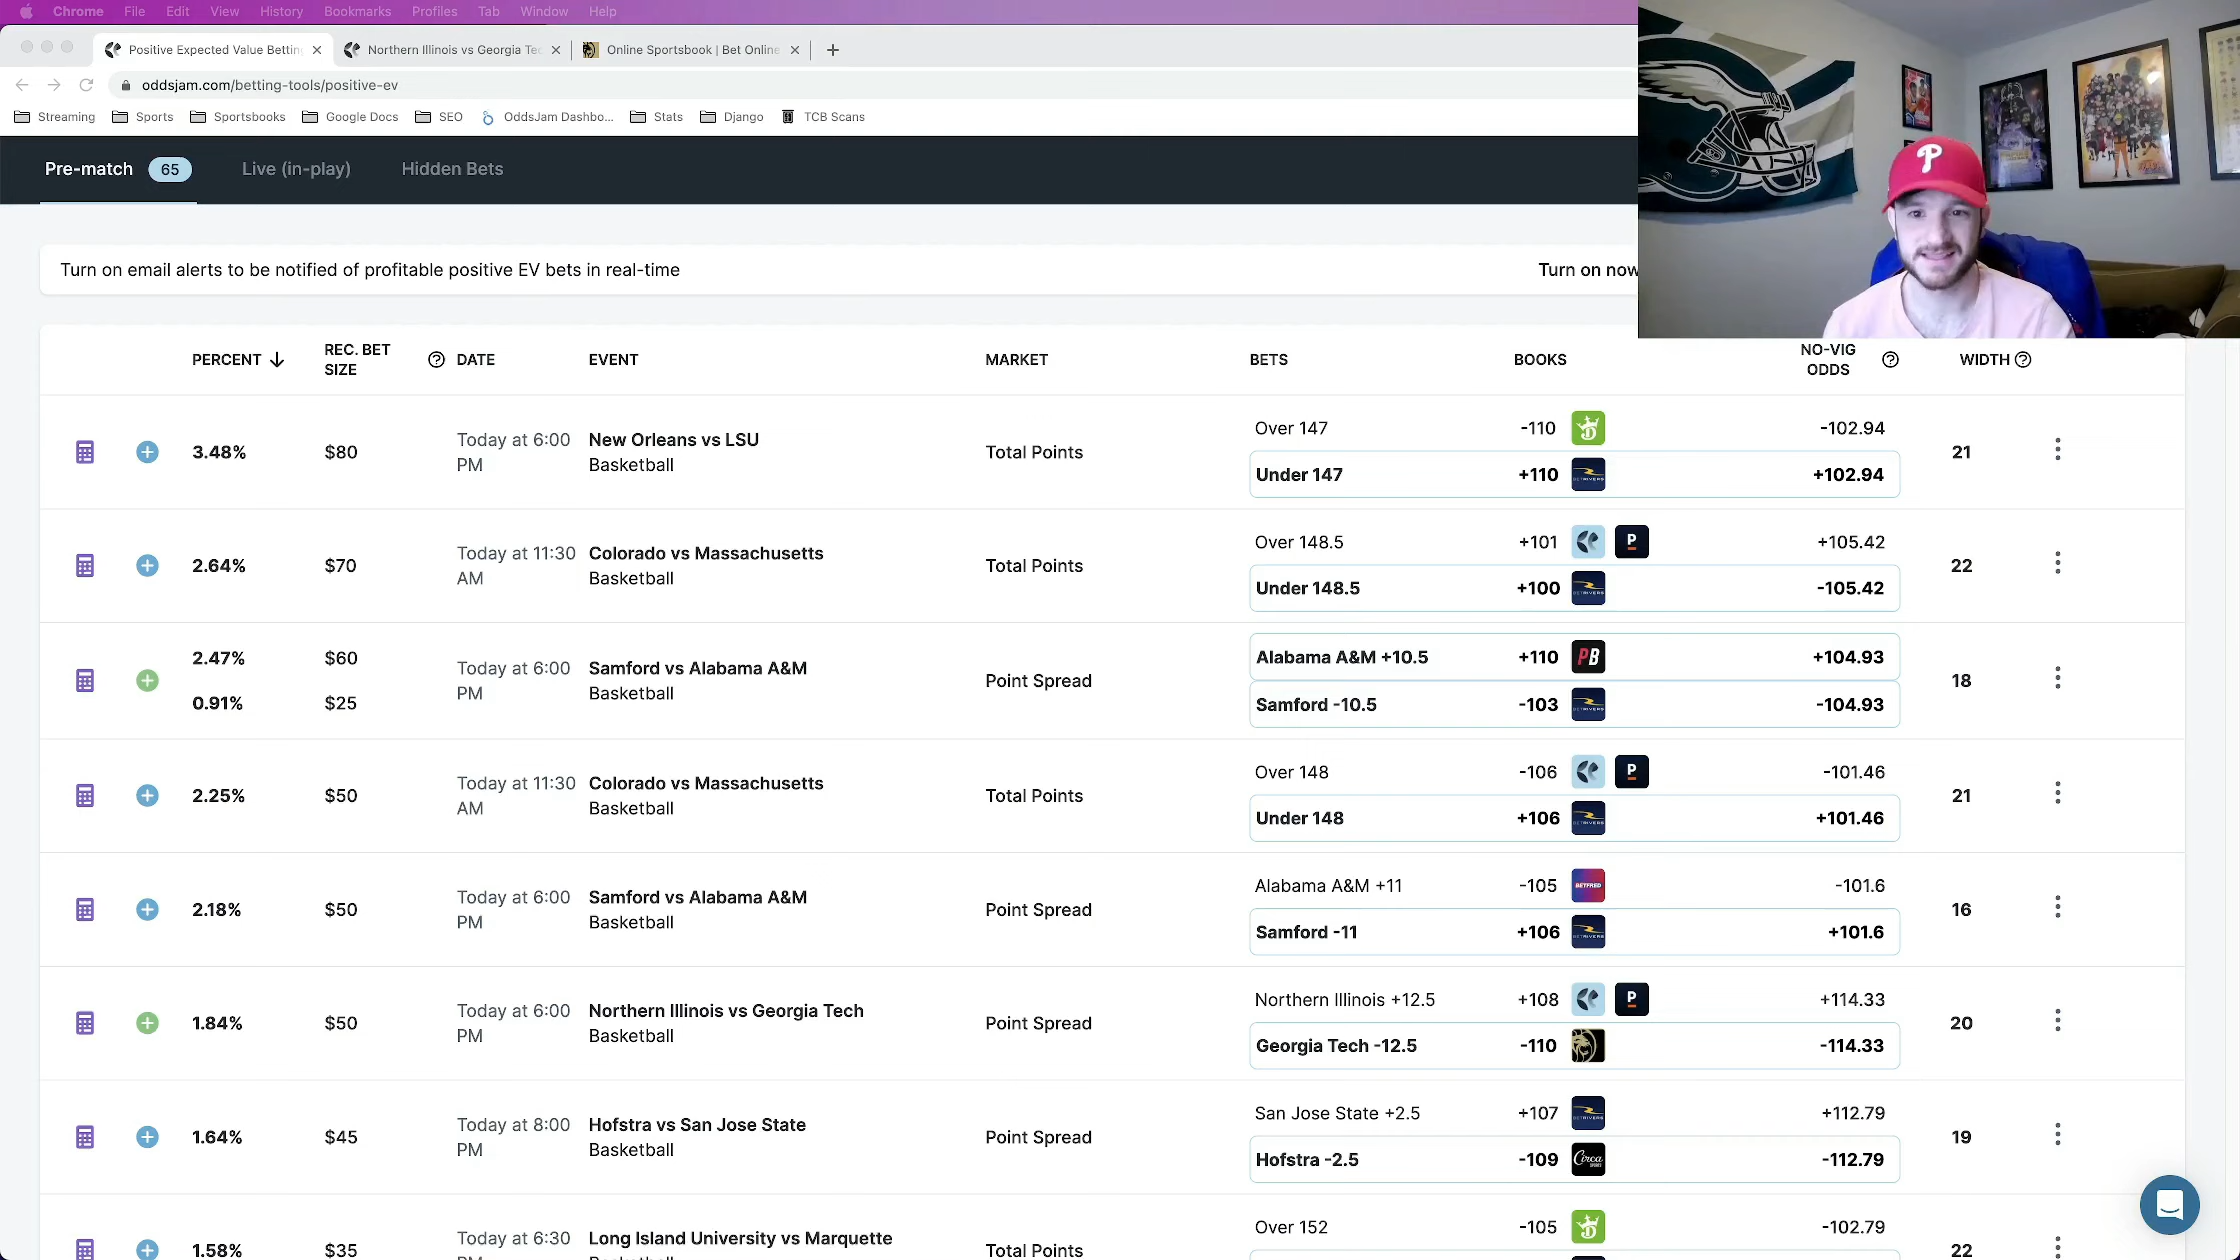 Chrome File Edit View History Bookmarks Profiles Tab Window Help
Positive Expected Value Bettin
Northern Illinois vs Georgia Tec
Online Sportsbook | Bet Online
oddsjam.com/betting-tools/positive-ev
Streaming Sports Sportsbooks Google Docs SEO OddsJam Dashbo... Stats Django TCB Scans
Pre-match 65 Live (in-play) Hidden Bets
Turn on email alerts to be notified of profitable positive EV bets in real-time Turn on now
PERCENT REC. BET SIZE DATE EVENT MARKET BETS BOOKS NO-VIG ODDS WIDTH
3.48% $80 Today at 6:00 PM New Orleans vs LSU Basketball Total Points 21
Over 147 -110 -102.94
Under 147 +110 BETRIVERS +102.94
2.64% $70 Today at 11:30 AM Colorado vs Massachusetts Basketball Total Points 22
Over 148.5 +101 P +105.42
Under 148.5 +100 BETRIVERS -105.42
2.47% $60
0.91% $25
Today at 6:00 PM Samford vs Alabama A&M Basketball Point Spread 18
Alabama A&M +10.5 +110 PB +104.93
Samford -10.5 -103 BETRIVERS -104.93
2.25% $50 Today at 11:30 AM Colorado vs Massachusetts Basketball Total Points 21
Over 148 -106 P -101.46
Under 148 +106 BETRIVERS +101.46
2.18% $50 Today at 6:00 PM Samford vs Alabama A&M Basketball Point Spread 16
Alabama A&M +11 -105 BETFRED -101.6
Samford -11 +106 BETRIVERS +101.6
1.84% $50 Today at 6:00 PM Northern Illinois vs Georgia Tech Basketball Point Spread 20
Northern Illinois +12.5 +108 P +114.33
Georgia Tech -12.5 -110 -114.33
1.64% $45 Today at 8:00 PM Hofstra vs San Jose State Basketball Point Spread 19
San Jose State +2.5 +107 BETRIVERS +112.79
Hofstra -2.5 -109 Circa SPORTS -112.79
1.58% $35 Today at 6:30 Long Island University vs Marquette Total Points 22
Over 152 -105 -102.79
P